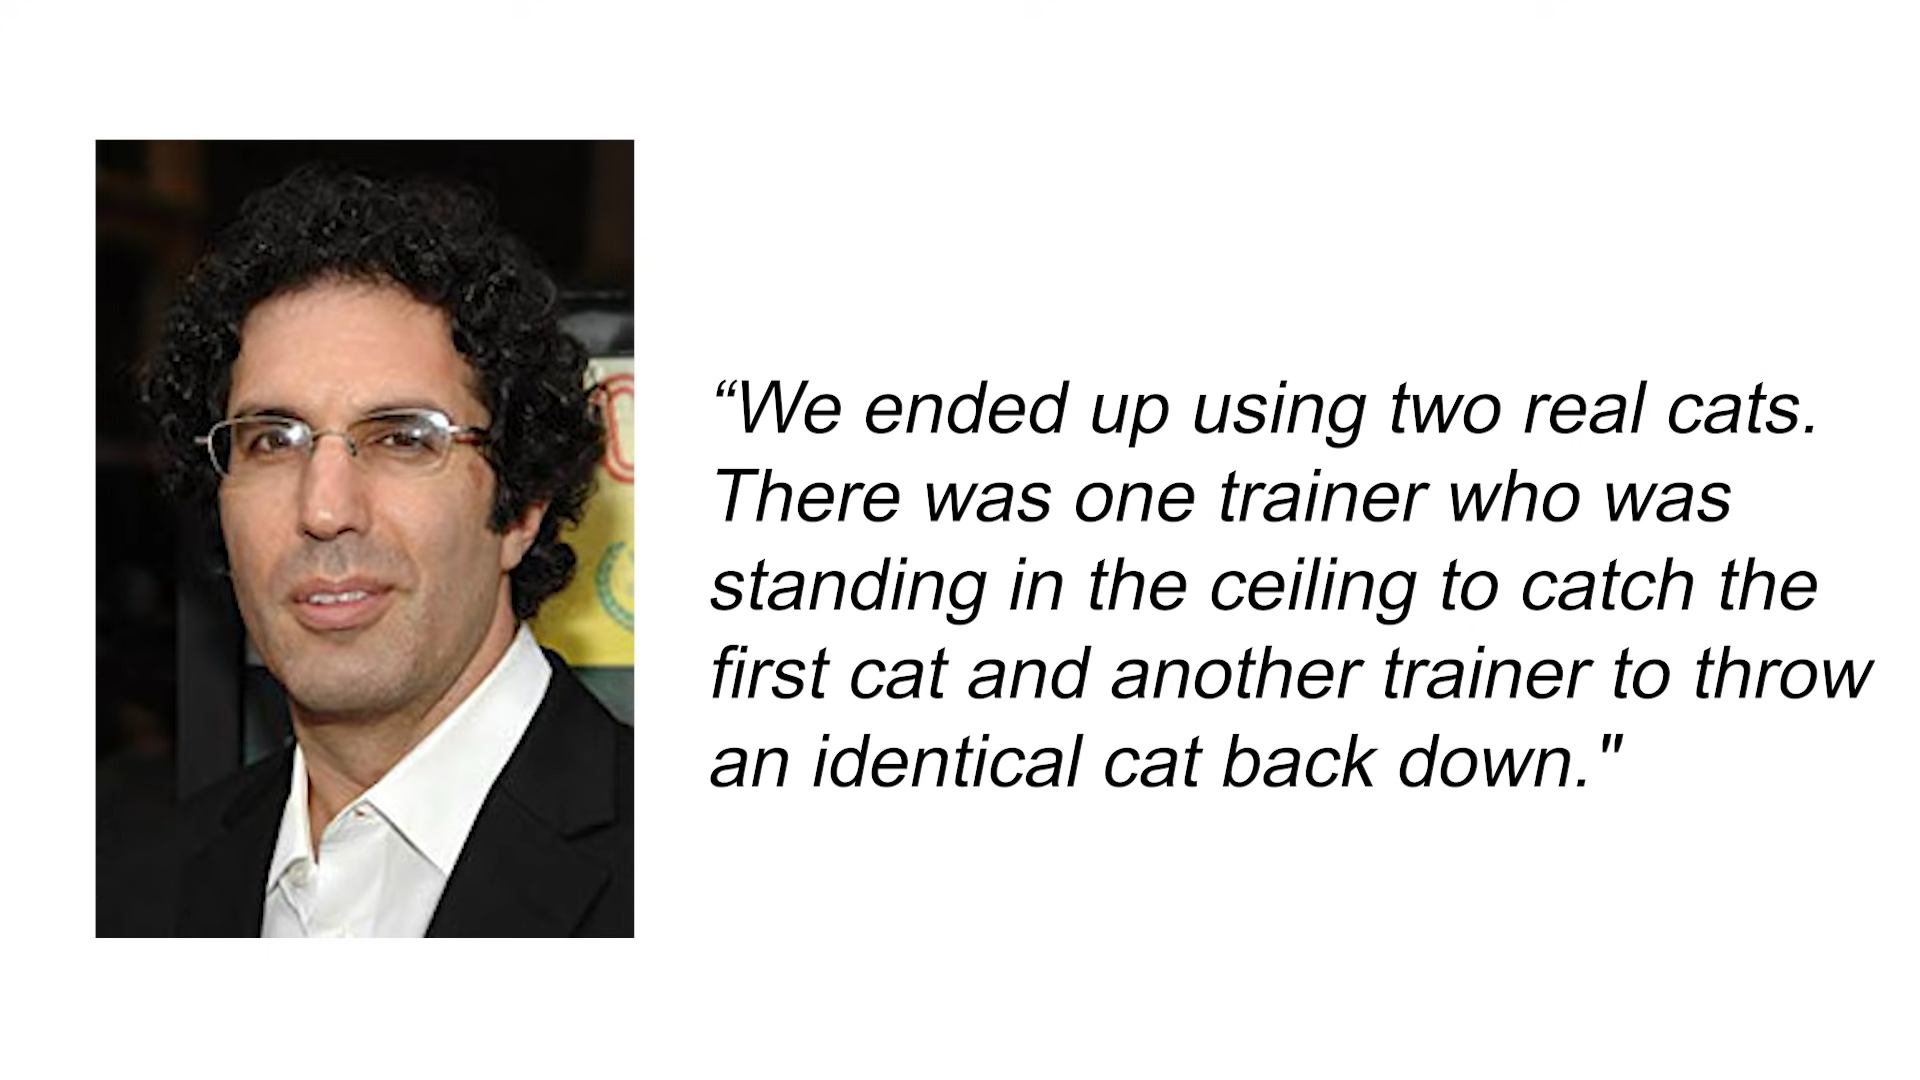 “We ended up using two real cats.
There was one trainer who was
standing in the ceiling to catch the
first cat and another trainer to throw
an identical cat back down."